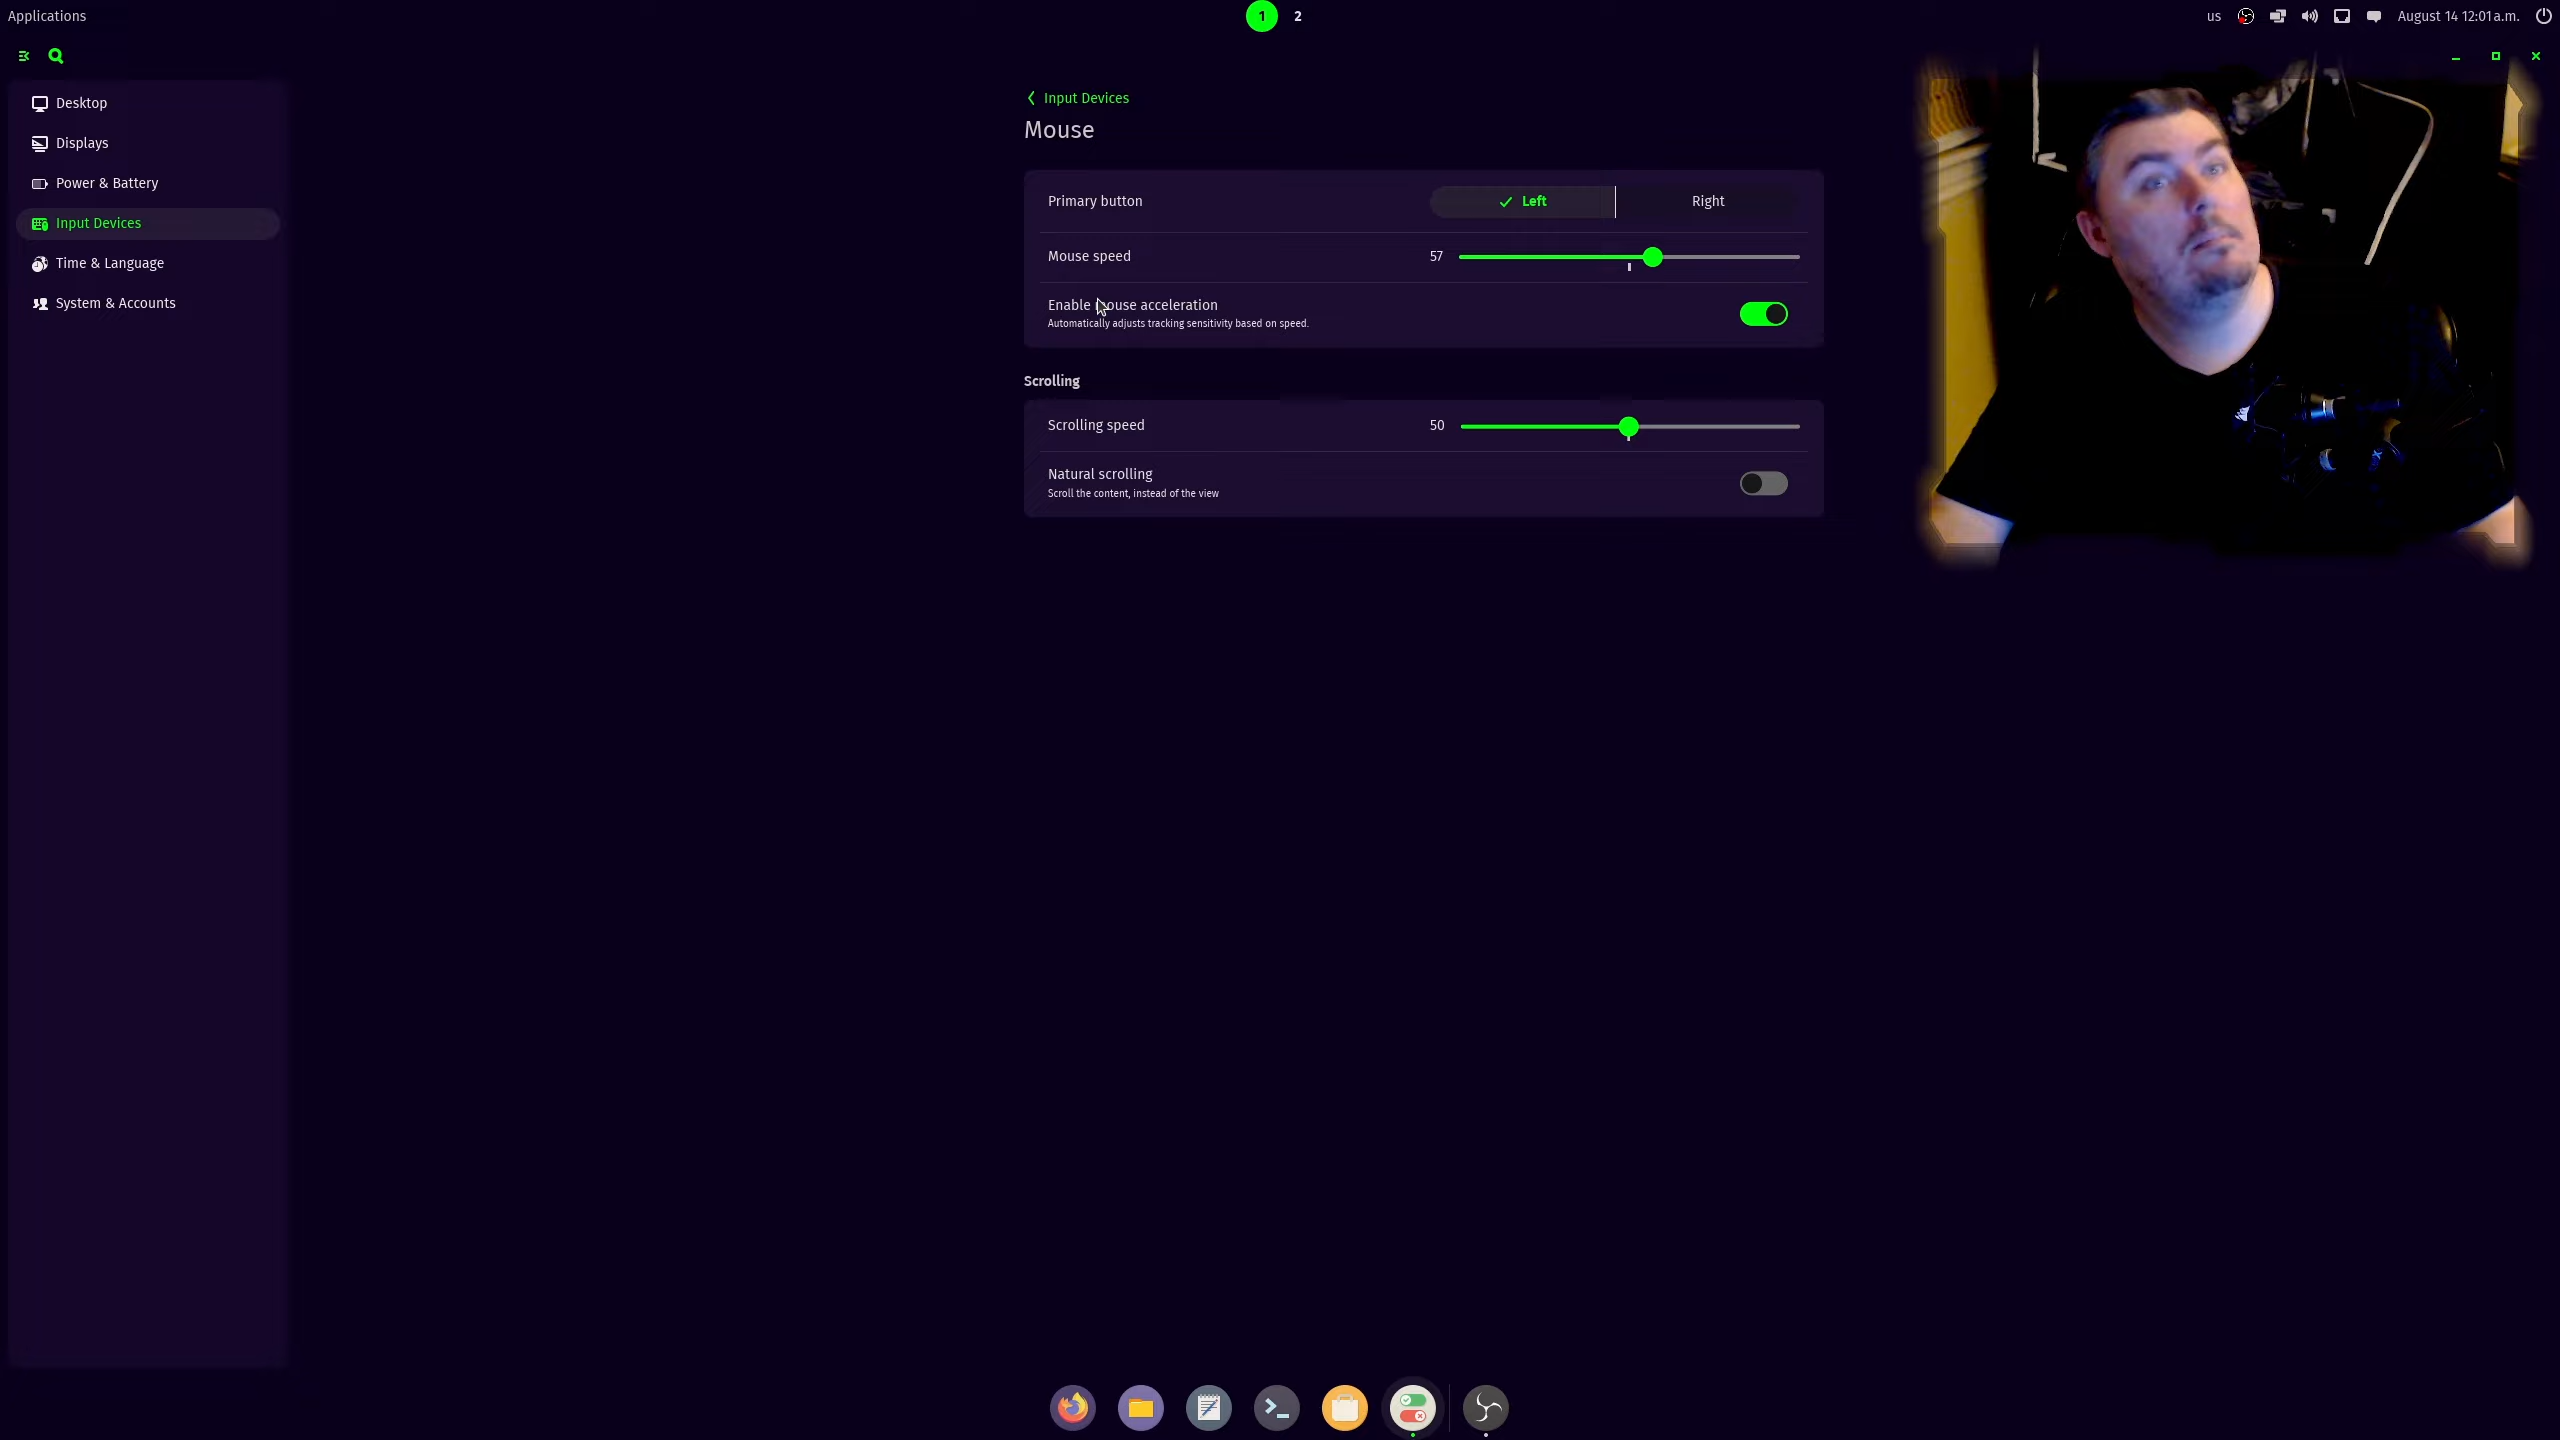 Applications
1 2
us August 14 12:01 a.m.
Desktop
Displays
Power & Battery
Input Devices
Time & Language
System & Accounts
Input Devices
Mouse
Primary button Left Right
Mouse speed 57
Enable mouse acceleration
Automatically adjusts tracking sensitivity based on speed.
Scrolling
Scrolling speed 50
Natural scrolling
Scroll the content, instead of the view